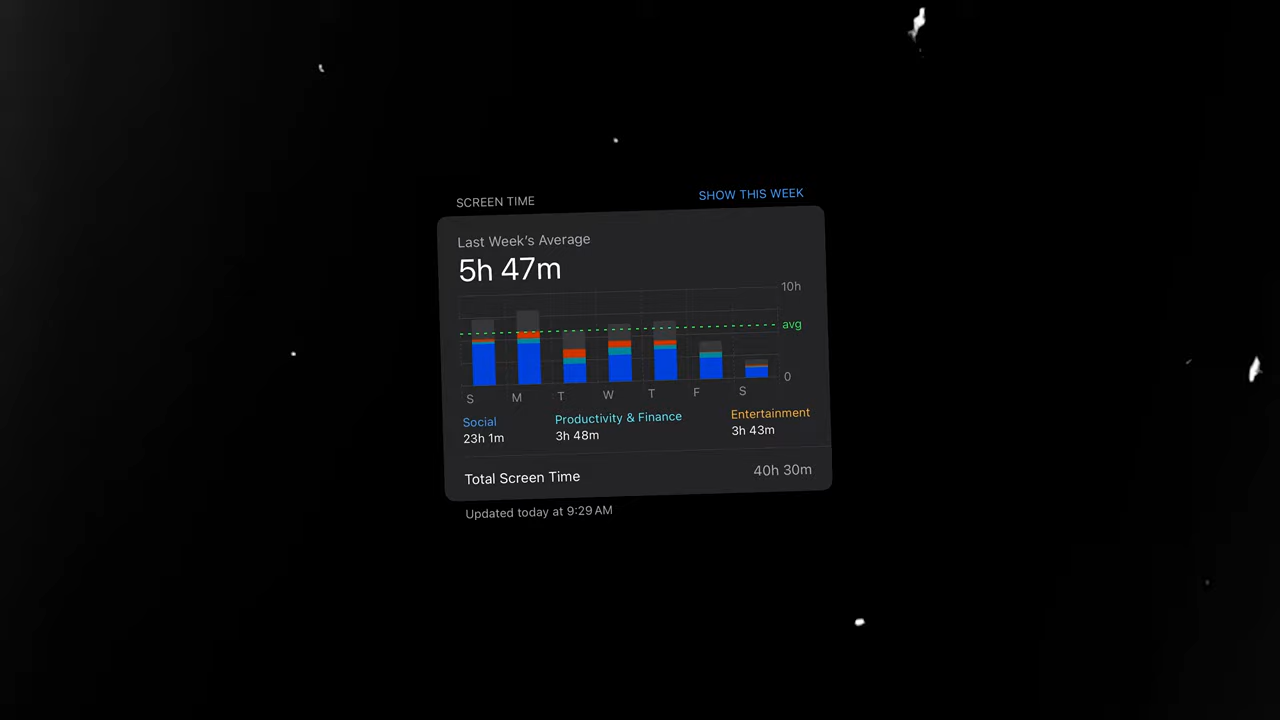 SCREEN TIME
SHOW THIS WEEK
Last Week's Average
5h 47m
10h
avg
0
S M T W T F S
Social
Productivity & Finance
Entertainment
23h 1m
3h 48m
3h 43m
Total Screen Time
40h 30m
Updated today at 9:29 AM